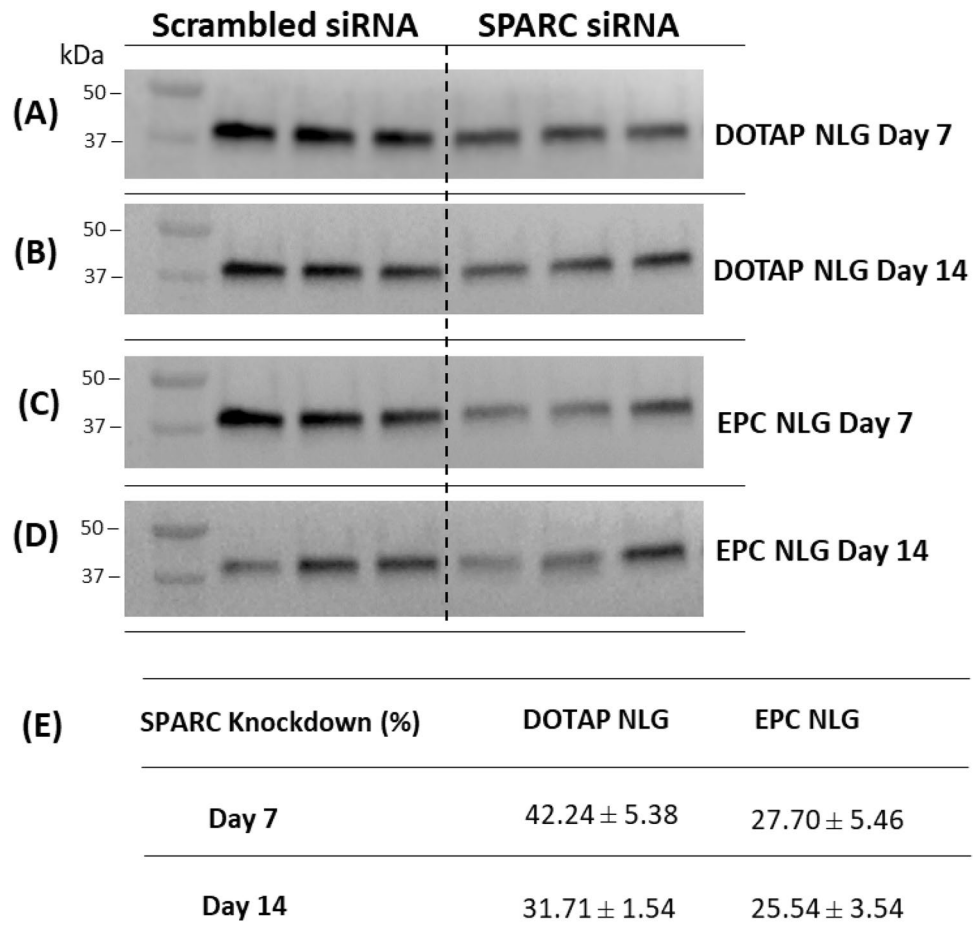 Scrambled siRNA SPARC siRNA
kDa
(A)
50 –
37 –
DOTAP NLG Day 7
(B)
50 –
37 –
DOTAP NLG Day 14
(C)
50 –
37 –
EPC NLG Day 7
(D)
50 –
37 –
EPC NLG Day 14
(E) SPARC Knockdown (%) DOTAP NLG EPC NLG
Day 7 42.24 ± 5.38 27.70 ± 5.46
Day 14 31.71 ± 1.54 25.54 ± 3.54